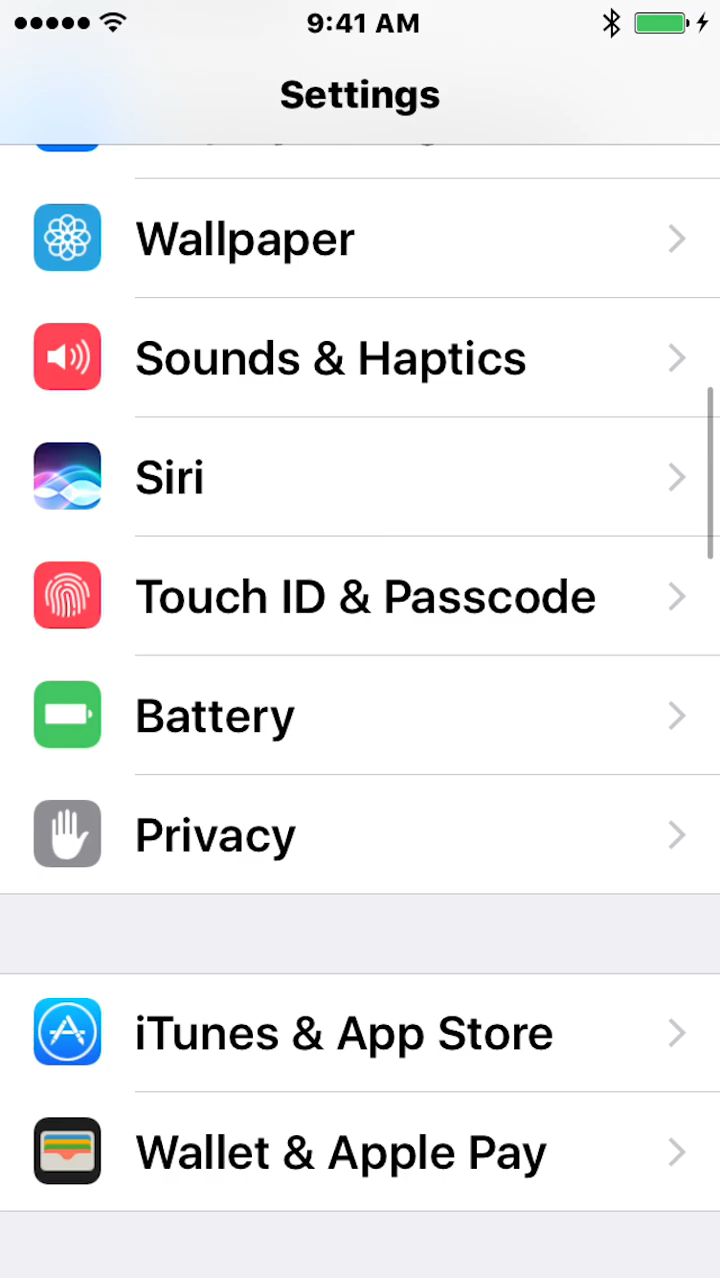 9:41 AM
Settings
Wallpaper
Sounds & Haptics
Siri
Touch ID & Passcode
Battery
Privacy
iTunes & App Store
Wallet & Apple Pay